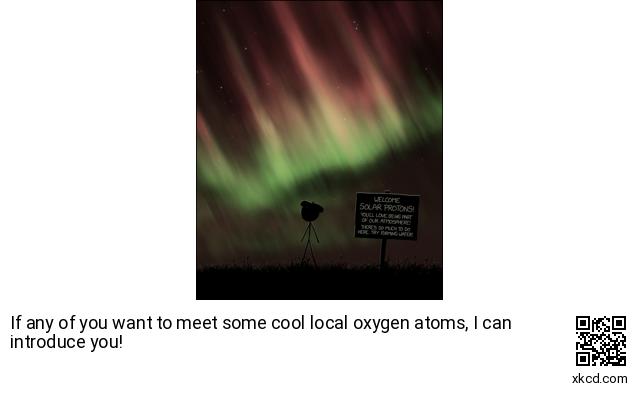 WELCOME
SOLAR PROTONS!
YOU'LL LOVE BEING PART
OF OUR ATMOSPHERE!
THERE'S SO MUCH TO DO
HERE. TRY FORMING WATER!
If any of you want to meet some cool local oxygen atoms, I can
introduce you!
xkcd.com